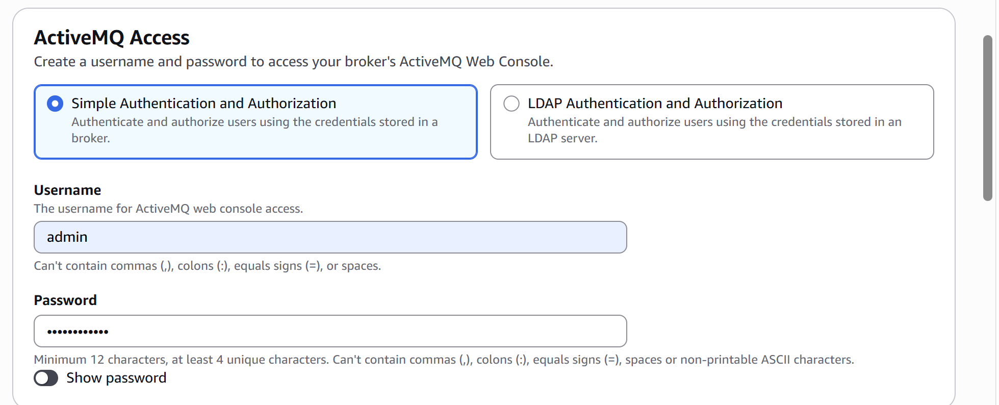 ActiveMQ Access
Create a username and password to access your broker's ActiveMQ Web Console.
Simple Authentication and Authorization
Authenticate and authorize users using the credentials stored in a
broker.
LDAP Authentication and Authorization
Authenticate and authorize users using the credentials stored in an
LDAP server.
Username
The username for ActiveMQ web console access.
admin
Can't contain commas (,), colons (:), equals signs (=), or spaces.
Password
••••••••••••
Minimum 12 characters, at least 4 unique characters. Can't contain commas (,), colons (:), equals signs (=), spaces or non-printable ASCII characters.
Show password